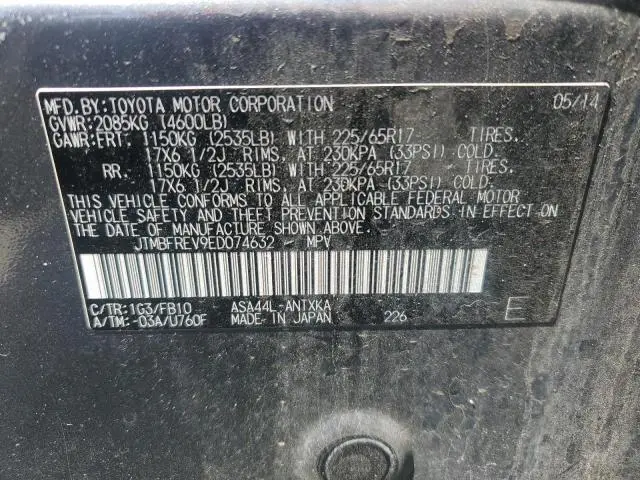 MFD.BY:TOYOTA MOTOR CORPORATION 05/14
GVWR:2085KG (4600LB)
GAWR:FRT. 1150KG (2535LB) WITH 225/65R17 TIRES,
17X6 1/2J RIMS, AT 230KPA (33PSI) COLD.
RR. 1150KG (2535LB) WITH 225/65R17 TIRES,
17X6 1/2J RIMS, AT 230KPA (33PSI) COLD.
THIS VEHICLE CONFORMS TO ALL APPLICABLE FEDERAL MOTOR
VEHICLE SAFETY AND THEFT PREVENTION STANDARDS IN EFFECT ON
THE DATE OF MANUFACTURE SHOWN ABOVE.
JTMBFREV9ED074632 MPV
C/TR:1G3/FB10 ASA44L-ANTXKA
A/TM:-03A/U760F MADE IN JAPAN 226 E